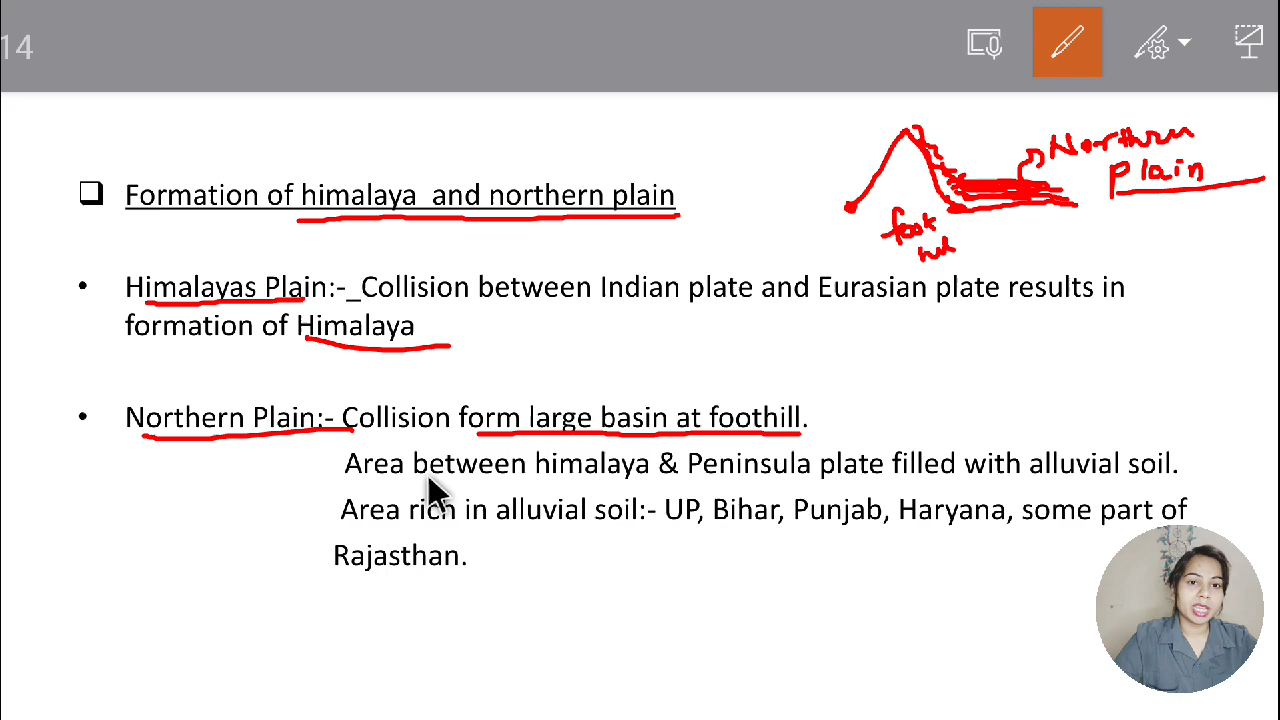 14
Northern
plain
Formation of himalaya and northern plain
foot
• Himalayas Plain:-_Collision between Indian plate and Eurasian plate results in
formation of Himalaya
• Northern Plain:- Collision form large basin at foothill.
Area between himalaya & Peninsula plate filled with alluvial soil.
Area rich in alluvial soil:- UP, Bihar, Punjab, Haryana, some part of
Rajasthan.